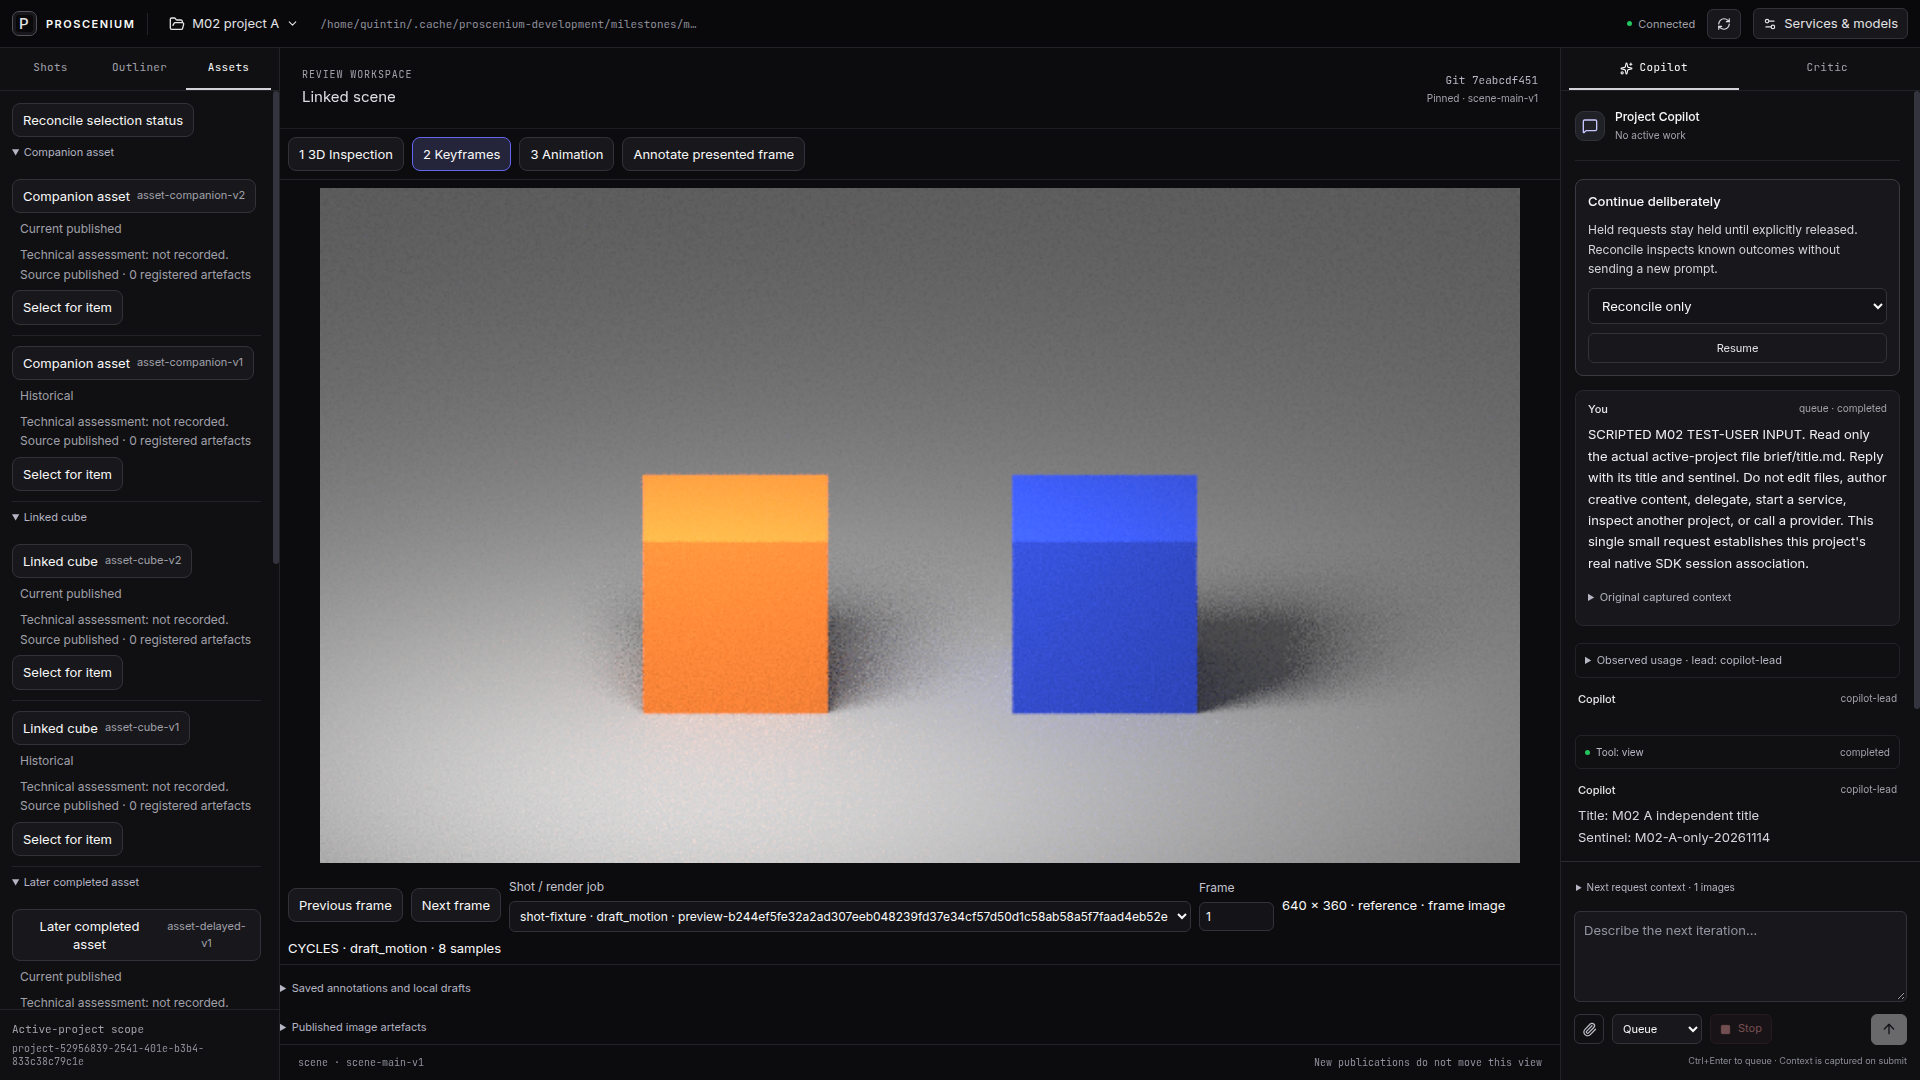 P PROSCENIUM
M02 project A
/home/quintin/.cache/proscenium-development/milestones/m…
Connected
Services & models
Shots
Outliner
Assets
Reconcile selection status
Companion asset
Companion asset asset-companion-v2
Current published
Technical assessment: not recorded.
Source published · 0 registered artefacts
Select for item
Companion asset asset-companion-v1
Historical
Technical assessment: not recorded.
Source published · 0 registered artefacts
Select for item
Linked cube
Linked cube asset-cube-v2
Current published
Technical assessment: not recorded.
Source published · 0 registered artefacts
Select for item
Linked cube asset-cube-v1
Historical
Technical assessment: not recorded.
Source published · 0 registered artefacts
Select for item
Later completed asset
Later completed asset
asset-delayed-v1
Current published
Technical assessment: not recorded.
Active-project scope
project-52956839-2541-401e-b3b4-
833c38c79c1e
REVIEW WORKSPACE
Linked scene
Git 7eabcdf451
Pinned · scene-main-v1
1 3D Inspection
2 Keyframes
3 Animation
Annotate presented frame
Previous frame
Next frame
Shot / render job
shot-fixture · draft_motion · preview-b244ef5fe32a2ad307eeb048239fd37e34cf57d50d1c58ab58a5f7faad4eb52e
Frame
1
640 × 360 · reference · frame image
CYCLES · draft_motion · 8 samples
Saved annotations and local drafts
Published image artefacts
scene · scene-main-v1
New publications do not move this view
Copilot
Critic
Project Copilot
No active work
Continue deliberately
Held requests stay held until explicitly released.
Reconcile inspects known outcomes without
sending a new prompt.
Reconcile only
Resume
You
queue · completed
SCRIPTED M02 TEST-USER INPUT. Read only
the actual active-project file brief/title.md. Reply
with its title and sentinel. Do not edit files, author
creative content, delegate, start a service,
inspect another project, or call a provider. This
single small request establishes this project's
real native SDK session association.
Original captured context
Observed usage · lead: copilot-lead
Copilot
copilot-lead
Tool: view
completed
Copilot
copilot-lead
Title: M02 A independent title
Sentinel: M02-A-only-20261114
Next request context · 1 images
Describe the next iteration...
Queue
Stop
Ctrl+Enter to queue · Context is captured on submit